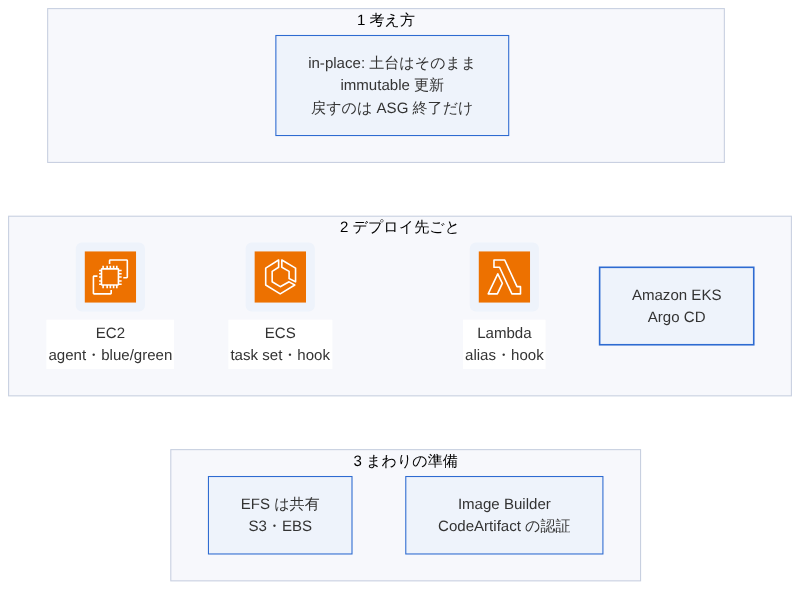 1 考え方
in-place: 土台はそのまま
immutable 更新
戻すのは ASG 終了だけ
2 デプロイ先ごと
EC2
agent・blue/green
ECS
task set・hook
Lambda
alias・hook
Amazon EKS
Argo CD
3 まわりの準備
EFS は共有
S3・EBS
Image Builder
CodeArtifact の認証